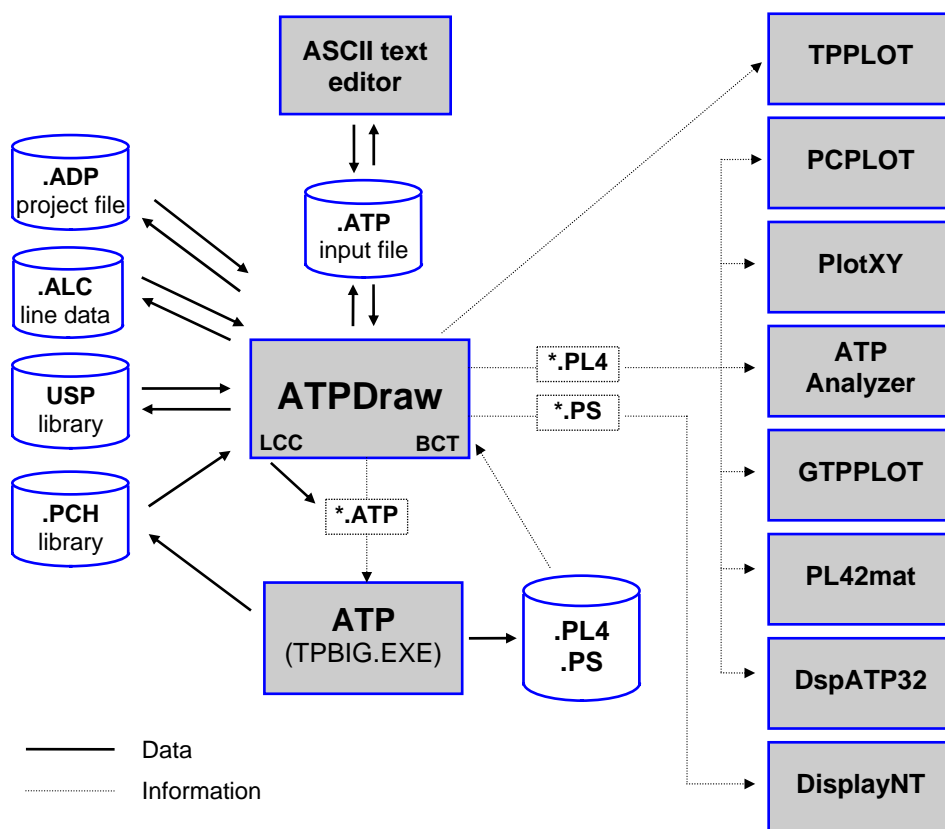 ASCII text
editor
TPPLOT
.ADP
project file
PCPLOT
.ATP
input file
.ALC
line data
PlotXY
ATP
Analyzer
*.PL4
USP
library
ATPDraw
*.PS
LCC
BCT
GTPPLOT
.PCH
library
*.ATP
PL42mat
ATP
(TPBIG.EXE)
.PL4
.PS
DspATP32
Data
Information
DisplayNT